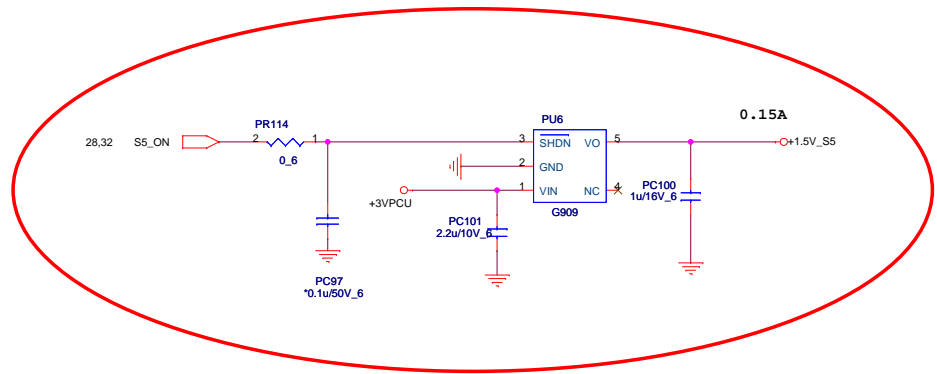 0.15A
PR114
PU6
28,32 S5_ON 2 1 3 SHDN VO 5 +1.5V_S5
0_6
2 GND
PC100
1 VIN NC 4
1u/16V_6
+3VPCU
G909
PC101
2.2u/10V_6
PC97
*0.1u/50V_6